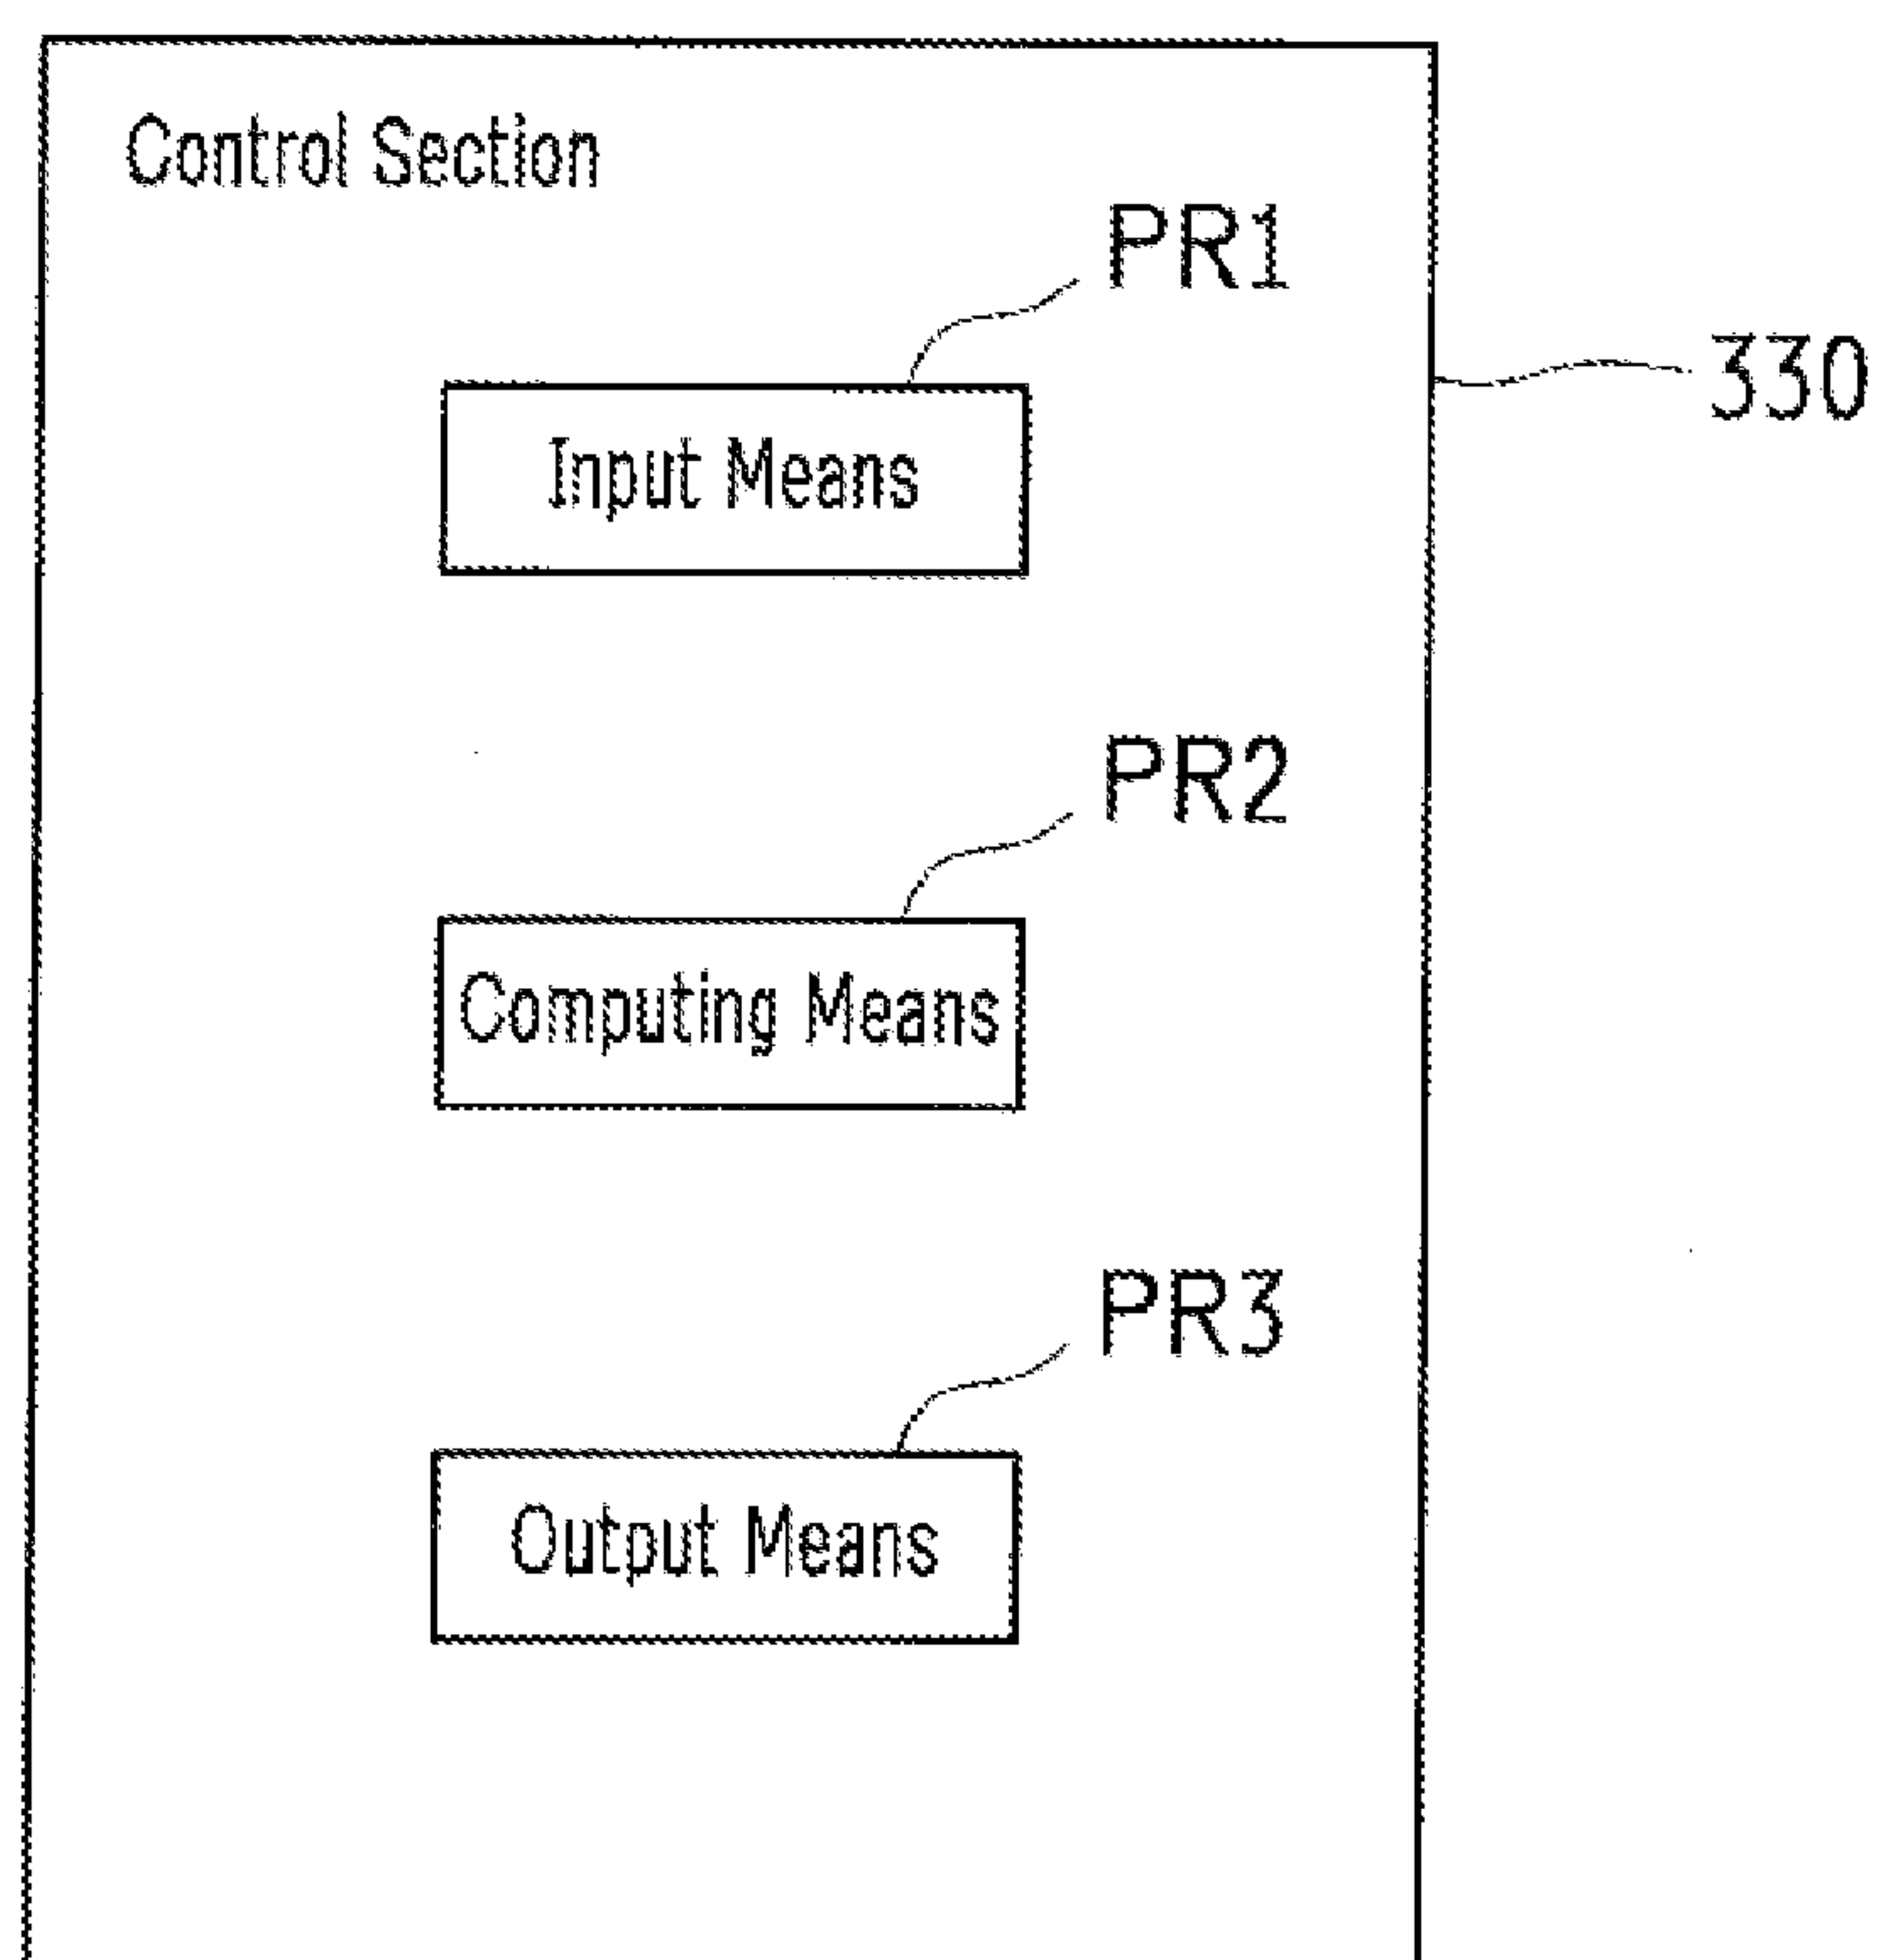 Control Section
PR1
330
Input Means
PR2
Computing Means
PR3
Output Means